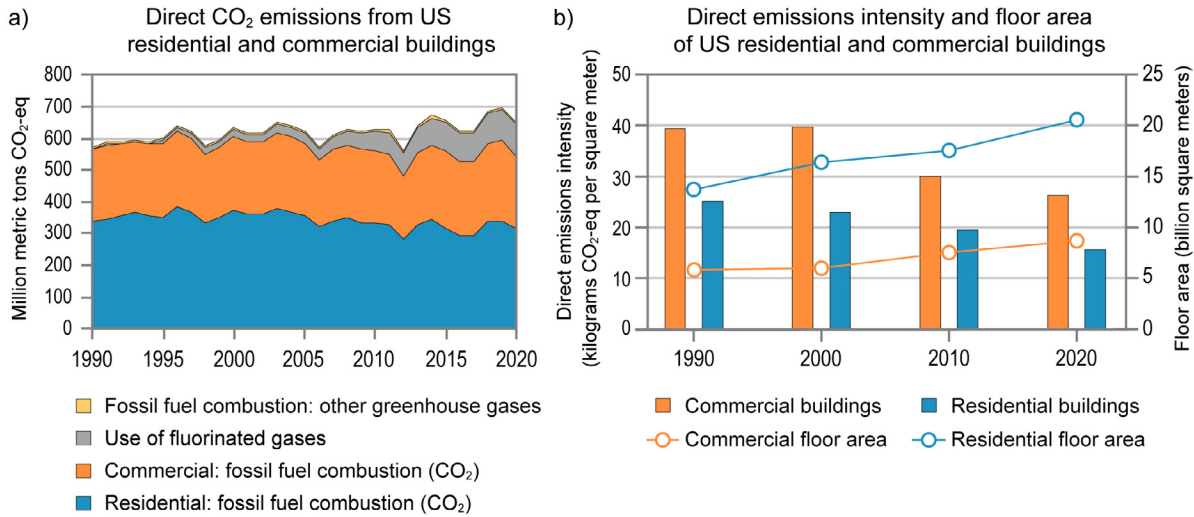 a) Direct CO₂ emissions from US
residential and commercial buildings
Million metric tons CO₂-eq
800
700
600
500
400
300
200
100
0
1990 1995 2000 2005 2010 2015 2020
Fossil fuel combustion: other greenhouse gases
Use of fluorinated gases
Commercial: fossil fuel combustion (CO₂)
Residential: fossil fuel combustion (CO₂)
b) Direct emissions intensity and floor area
of US residential and commercial buildings
Direct emissions intensity
(kilograms CO₂-eq per square meter)
50
40
30
20
10
0
25
20
15
10
5
0
Floor area (billion square meters)
1990 2000 2010 2020
Commercial buildings Residential buildings
Commercial floor area Residential floor area